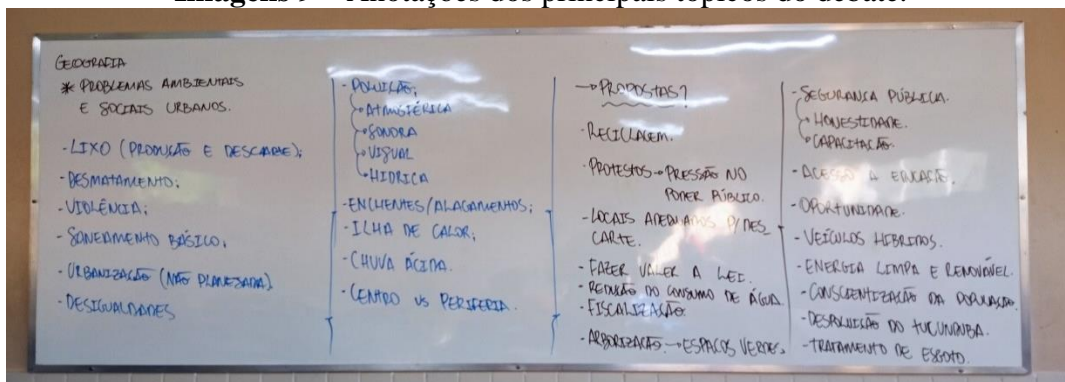 Imagens 9 – Anotações dos principais tópicos do debate.
GEOGRAFIA
* PROBLEMAS AMBIENTAIS
E SOCIAIS URBANOS.
- LIXO (PRODUÇÃO E DESCARTE);
- DESMATAMENTO;
- VIOLÊNCIA;
- SANEAMENTO BÁSICO;
- URBANIZAÇÃO (NÃO PLANEJADA)
- DESIGUALDADES
- POLUIÇÃO;
→ ATMOSFÉRICA
→ SONORA
→ VISUAL
→ HIDRICA
- ENCHENTES/ALAGAMENTOS;
- ILHA DE CALOR;
- CHUVA ÁCIDA.
- CENTRO VS PERIFERIA.
→ PROPOSTAS?
- RECICLAGEM.
- PROTESTOS → PRESSÃO NO
PODER PÚBLICO.
- LOCAIS ADEQUADOS P/ DES_
CARTE.
- FAZER VALER A LEI.
- REDUÇÃO DO CONSUMO DE ÁGUA.
- FISCALIZAÇÃO
- ARBORIZAÇÃO. → ESPAÇOS VERDES.
- SEGURANÇA PÚBLICA.
→ HONESTIDADE.
→ CAPACITAÇÃO.
- ACESSO A EDUCAÇÃO.
- OPORTUNIDADE.
- VEÍCULOS HIBRIDOS.
- ENERGIA LIMPA E RENOVÁVEL.
- CONSCIENTIZAÇÃO DA POPULAÇÃO.
- DESPOLUIÇÃO DO TUCUNDUBA.
- TRATAMENTO DE ESGOTO.